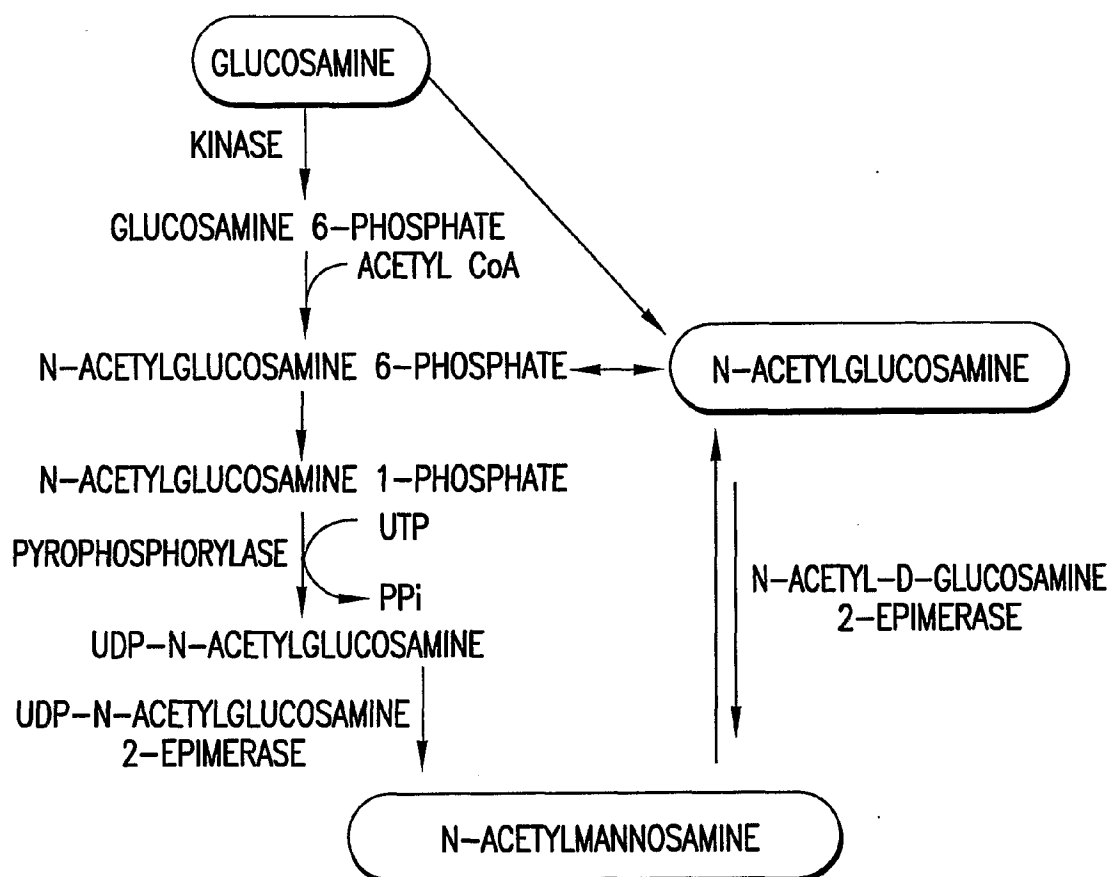 GLUCOSAMINE
KINASE
GLUCOSAMINE 6-PHOSPHATE
ACETYL CoA
N-ACETYLGLUCOSAMINE 6-PHOSPHATE
N-ACETYLGLUCOSAMINE
N-ACETYLGLUCOSAMINE 1-PHOSPHATE
UTP
PYROPHOSPHORYLASE
PPi
N-ACETYL-D-GLUCOSAMINE
2-EPIMERASE
UDP-N-ACETYLGLUCOSAMINE
UDP-N-ACETYLGLUCOSAMINE
2-EPIMERASE
N-ACETYLMANNOSAMINE